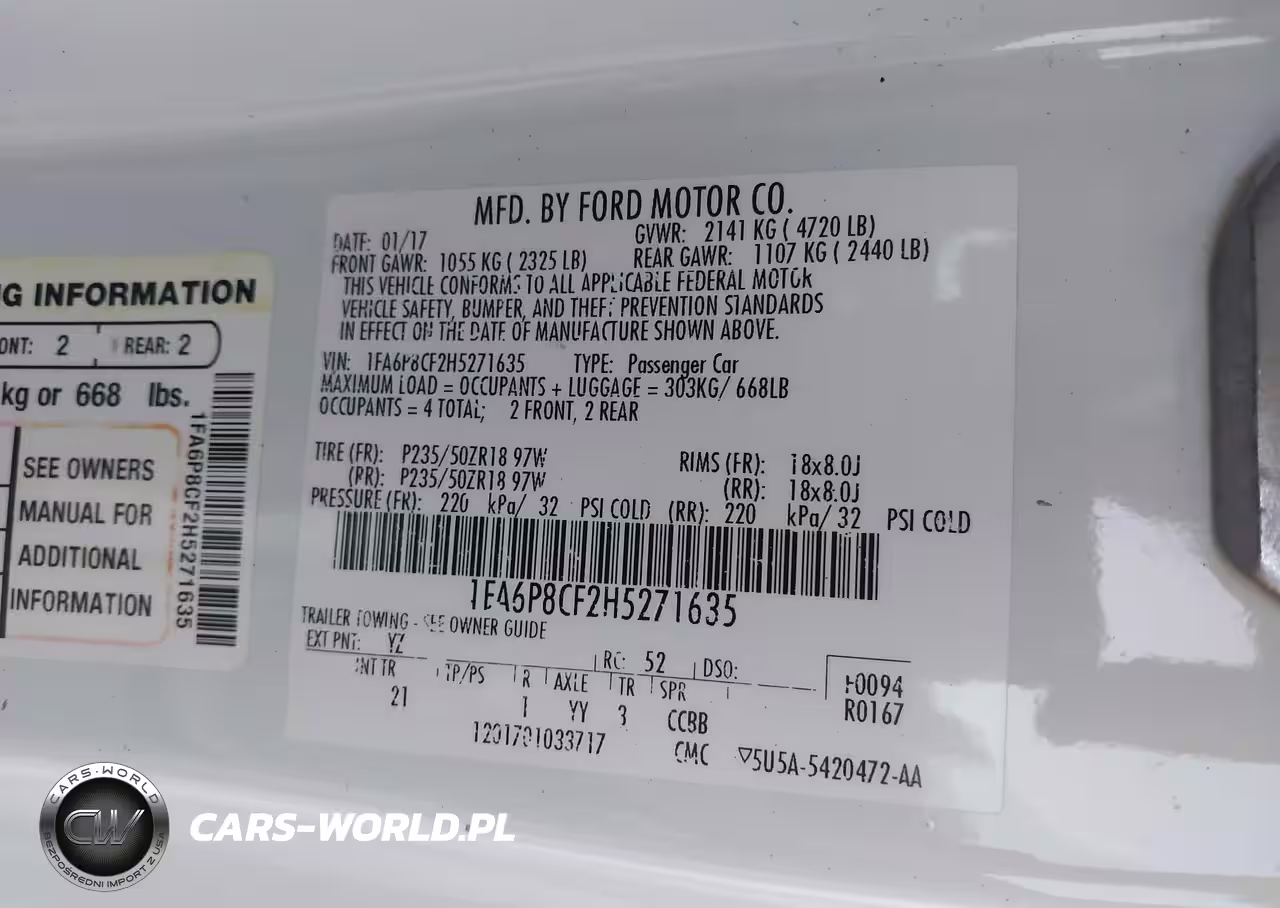 NG INFORMATION
ONT: 2 REAR: 2
kg or 668 lbs.
SEE OWNERS
MANUAL FOR
ADDITIONAL
INFORMATION
1FA6P8CF2H5271635
MFD. BY FORD MOTOR CO.
DATE: 01/17 GVWR: 2141 KG ( 4720 LB)
FRONT GAWR: 1055 KG ( 2325 LB) REAR GAWR: 1107 KG ( 2440 LB)
THIS VEHICLE CONFORMS TO ALL APPLICABLE FEDERAL MOTOR
VEHICLE SAFETY, BUMPER, AND THEFT PREVENTION STANDARDS
IN EFFECT ON THE DATE OF MANUFACTURE SHOWN ABOVE.
VIN: 1FA6P8CF2H5271635 TYPE: Passenger Car
MAXIMUM LOAD = OCCUPANTS + LUGGAGE = 303KG/ 668LB
OCCUPANTS = 4 TOTAL; 2 FRONT, 2 REAR
TIRE (FR): P235/50ZR18 97W RIMS (FR): 18x8.0J
(RR): P235/50ZR18 97W (RR): 18x8.0J
PRESSURE (FR): 220 kPa/ 32 PSI COLD (RR): 220 kPa/ 32 PSI COLD
1FA6P8CF2H5271635
TRAILER TOWING - SEE OWNER GUIDE
EXT PNT: YZ RC: 52 DSO:
INT TR TP/PS R AXLE TR SPR F0094
21 1 YY 3 CCBB R0167
1201701033717 CMC ▽5U5A-5420472-AA
CARS-WORLD
CW
BEZPOŚREDNI IMPORT Z USA
CARS-WORLD.PL